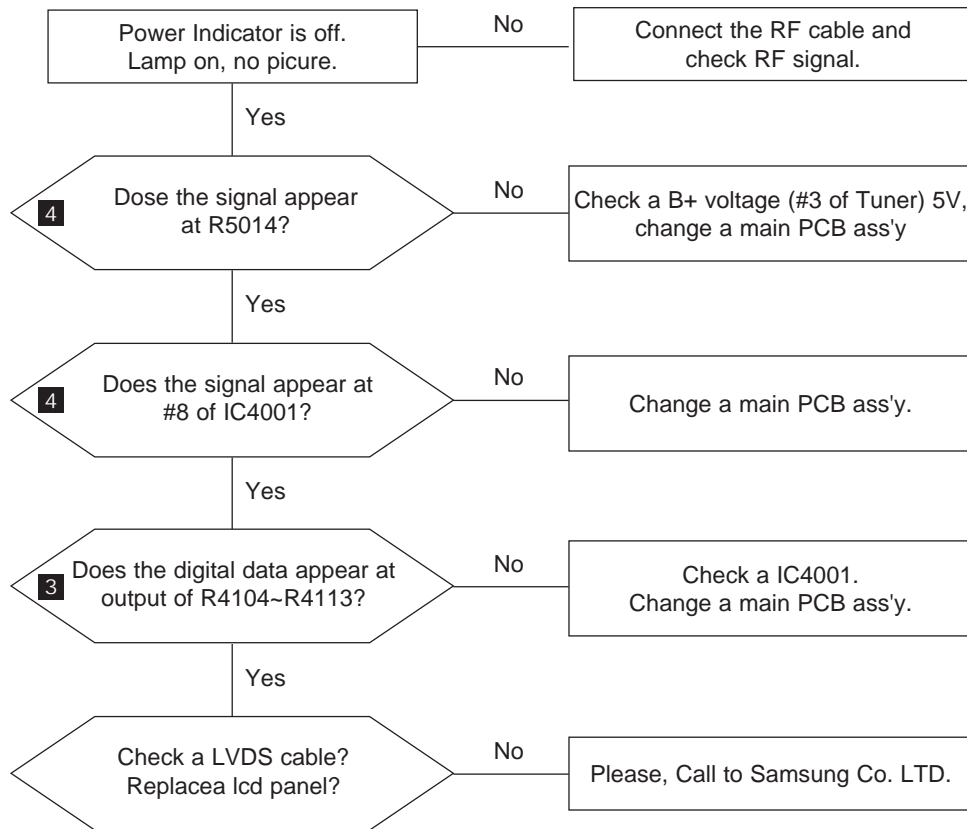 Power Indicator is off.
Lamp on, no picure.
No
Connect the RF cable and
check RF signal.
Yes
4
Dose the signal appear
at R5014?
No
Check a B+ voltage (#3 of Tuner) 5V,
change a main PCB ass'y
Yes
4
Does the signal appear at
#8 of IC4001?
No
Change a main PCB ass'y.
Yes
3
Does the digital data appear at
output of R4104~R4113?
No
Check a IC4001.
Change a main PCB ass'y.
Yes
Check a LVDS cable?
Replacea lcd panel?
No
Please, Call to Samsung Co. LTD.